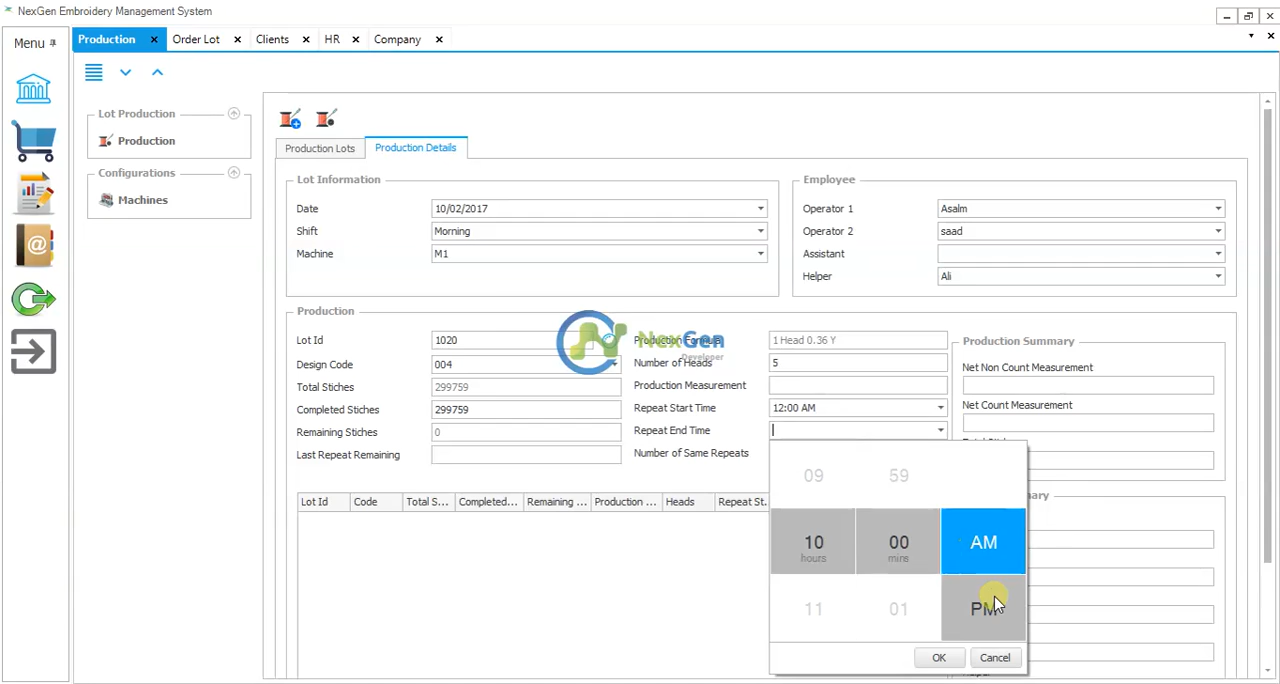 NexGen Embroidery Management System
Menu
Production
Order Lot
Clients
HR
Company
Lot Production
Production
Configurations
Machines
Production Lots
Production Details
Lot Information
Date 10/02/2017
Shift Morning
Machine M1
Employee
Operator 1 Asalm
Operator 2 saad
Assistant
Helper Ali
Production
Lot Id 1020
Design Code 004
Total Stiches 299759
Completed Stiches 299759
Remaining Stiches 0
Last Repeat Remaining
Production Formula 1 Head 0.36 Y
Number of Heads 5
Production Measurement
Repeat Start Time 12:00 AM
Repeat End Time
Number of Same Repeats
NexGen
Developer
Production Summary
Net Non Count Measurement
Net Count Measurement
Lot Id Code Total S... Completed... Remaining ... Production ... Heads Repeat St.
09 59
10 00 AM
hours mins
11 01 PM
OK Cancel